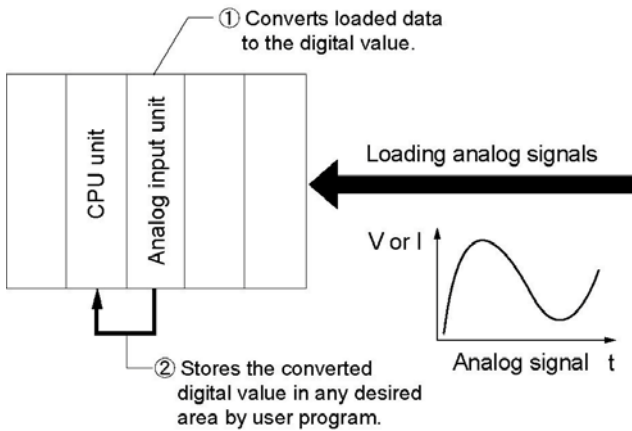 ① Converts loaded data
to the digital value.
CPU unit
Analog input unit
Loading analog signals
V or I
Analog signal t
② Stores the converted
digital value in any desired
area by user program.